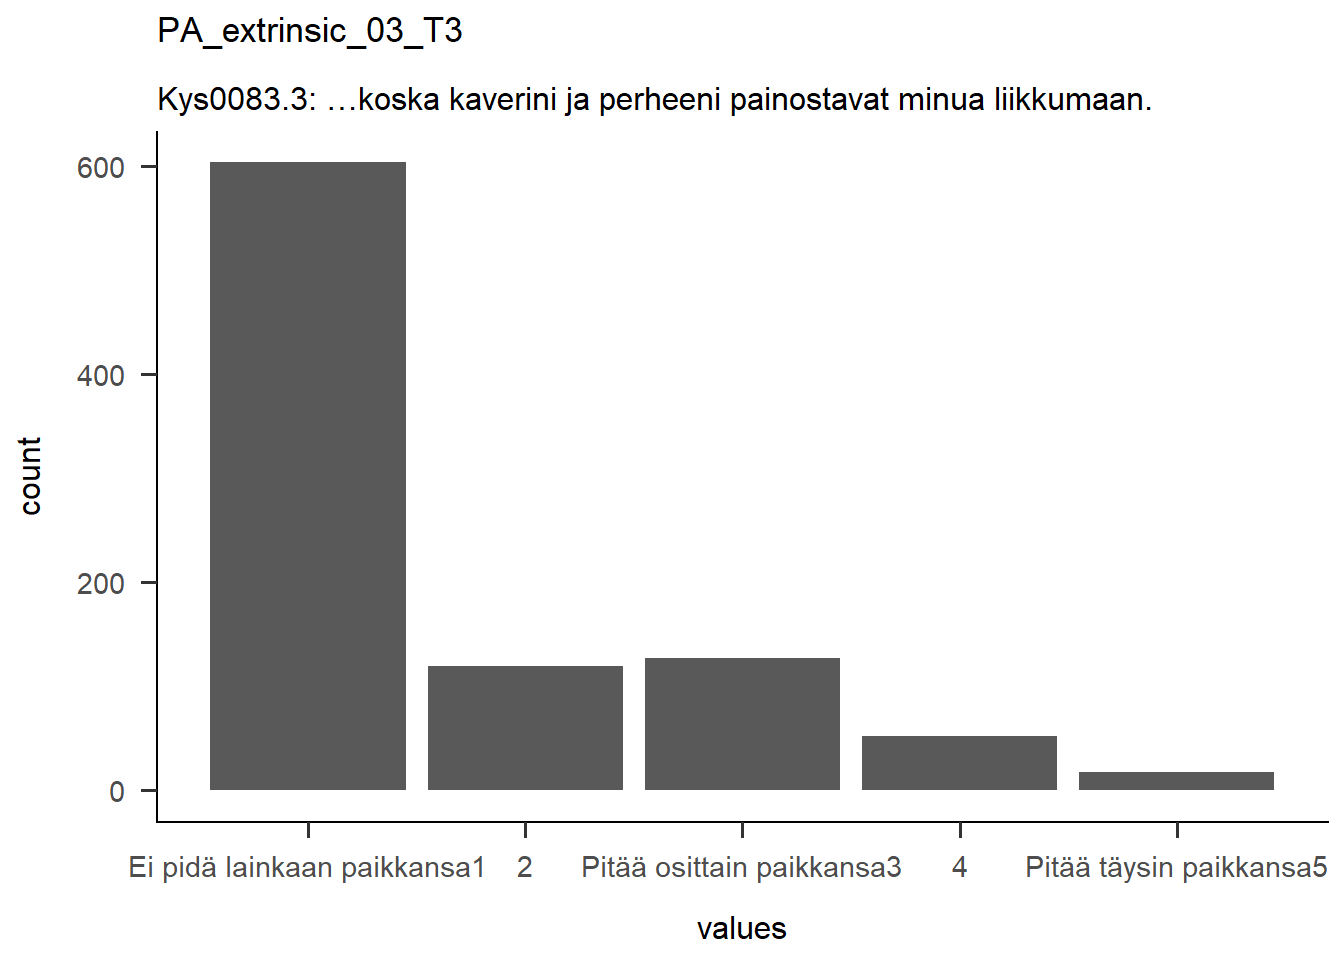 PA_extrinsic_03_T3
Kys0083.3: …koska kaverini ja perheeni painostavat minua liikkumaan.
600
400
200
0
count
Ei pidä lainkaan paikkansa1 2 Pitää osittain paikkansa3 4 Pitää täysin paikkansa5
values